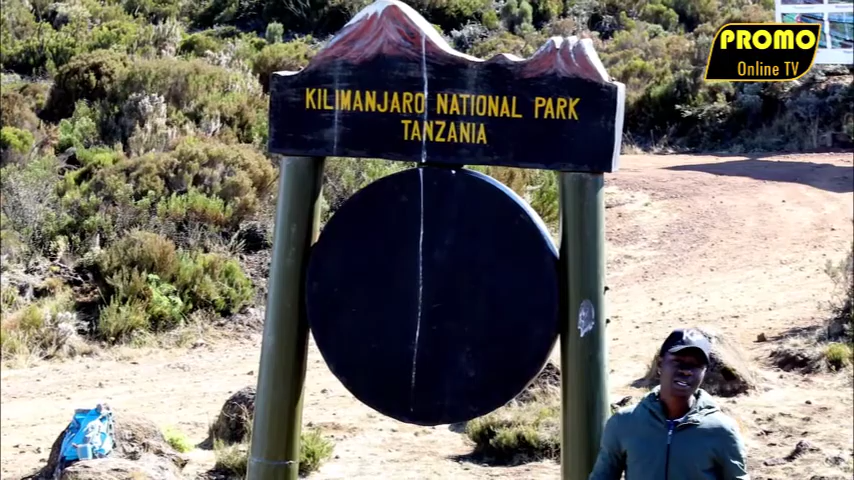 PROMO
Online TV
KILIMANJARO NATIONAL PARK
TANZANIA